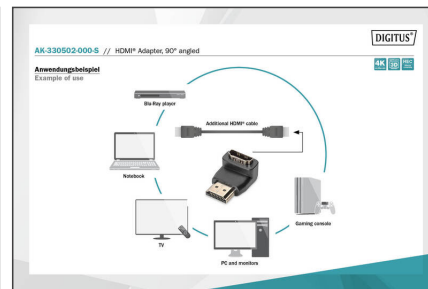 DIGITUS®
AK-330502-000-S // HDMI® Adapter, 90° angled
4K
3D
Anwendungsbeispiel
Example of use
Blu-Ray player
Additional HDMI® cable
Notebook
Gaming console
TV
PC and monitors